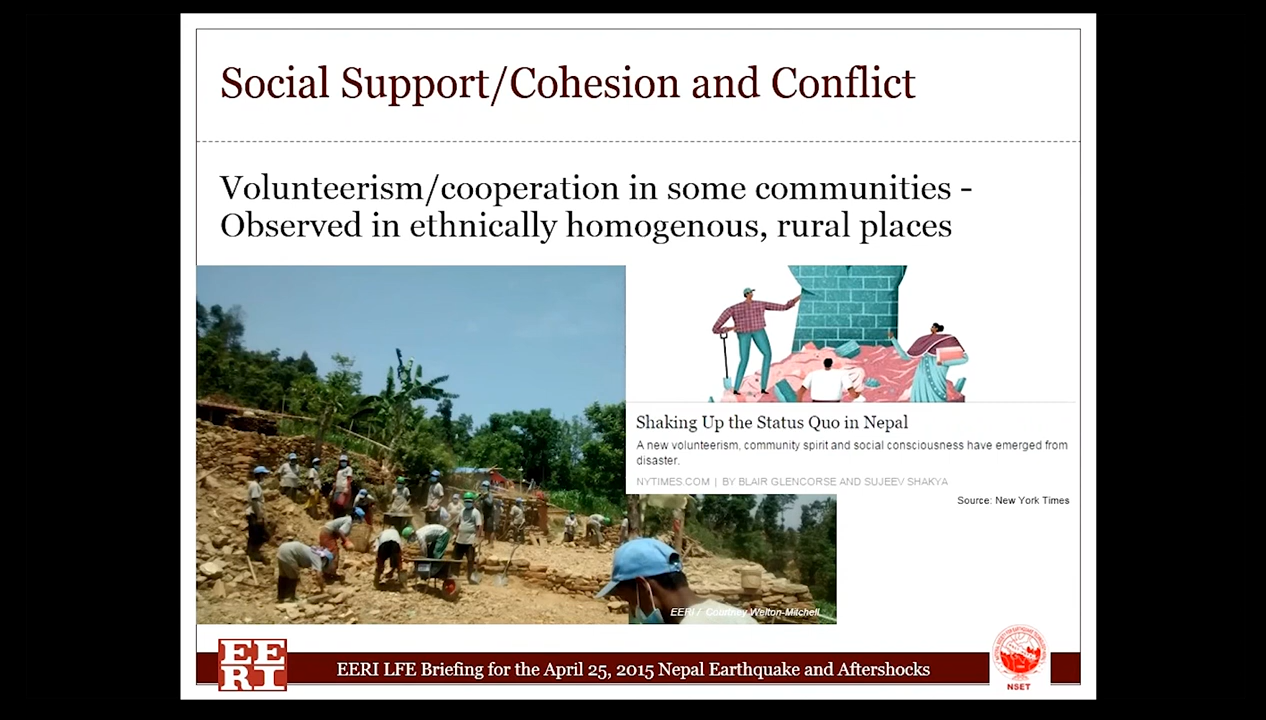 Social Support/Cohesion and Conflict
Volunteerism/cooperation in some communities -
Observed in ethnically homogenous, rural places
Shaking Up the Status Quo in Nepal
A new volunteerism, community spirit and social consciousness have emerged from
disaster.
NYTIMES.COM | BY BLAIR GLENCORSE AND SUJEEV SHAKYA
Source: New York Times
EERI / Courtney Welton-Mitchell
EE
RI
EERI LFE Briefing for the April 25, 2015 Nepal Earthquake and Aftershocks
NSET